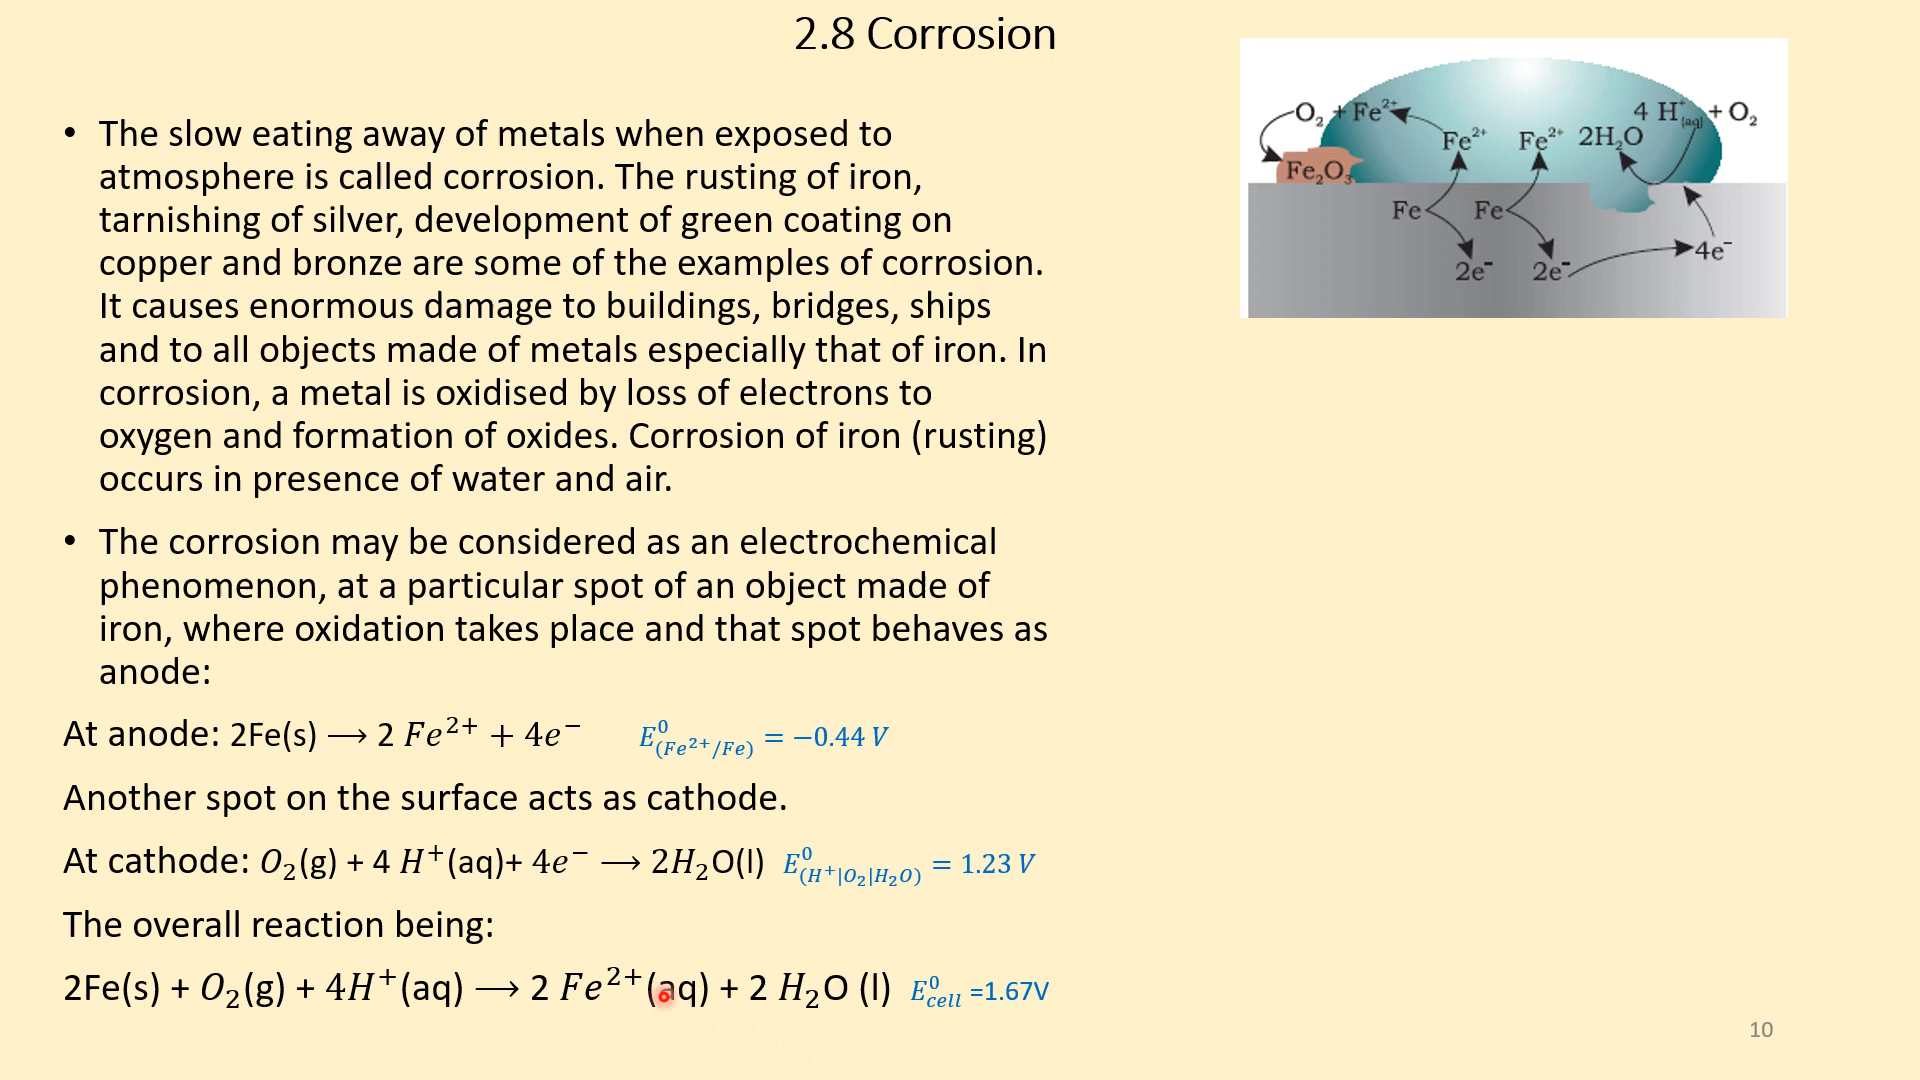 2.8 Corrosion
• The slow eating away of metals when exposed to
atmosphere is called corrosion. The rusting of iron,
tarnishing of silver, development of green coating on
copper and bronze are some of the examples of corrosion.
It causes enormous damage to buildings, bridges, ships
and to all objects made of metals especially that of iron. In
corrosion, a metal is oxidised by loss of electrons to
oxygen and formation of oxides. Corrosion of iron (rusting)
occurs in presence of water and air.
• The corrosion may be considered as an electrochemical
phenomenon, at a particular spot of an object made of
iron, where oxidation takes place and that spot behaves as
anode:
At anode: 2Fe(s) ⟶ 2 Fe²⁺ + 4e⁻ E⁰₍Fe²⁺/Fe₎ = −0.44 V
Another spot on the surface acts as cathode.
At cathode: O₂(g) + 4 H⁺(aq)+ 4e⁻ ⟶ 2H₂O(l) E⁰₍H⁺|O₂|H₂O₎ = 1.23 V
The overall reaction being:
2Fe(s) + O₂(g) + 4H⁺(aq) ⟶ 2 Fe²⁺(aq) + 2 H₂O (l) E⁰cell =1.67V
O₂ + Fe²⁺ 4 H⁺(aq) + O₂
Fe²⁺ Fe²⁺ 2H₂O
Fe₂O₃
Fe Fe
4e⁻
2e⁻ 2e⁻
10